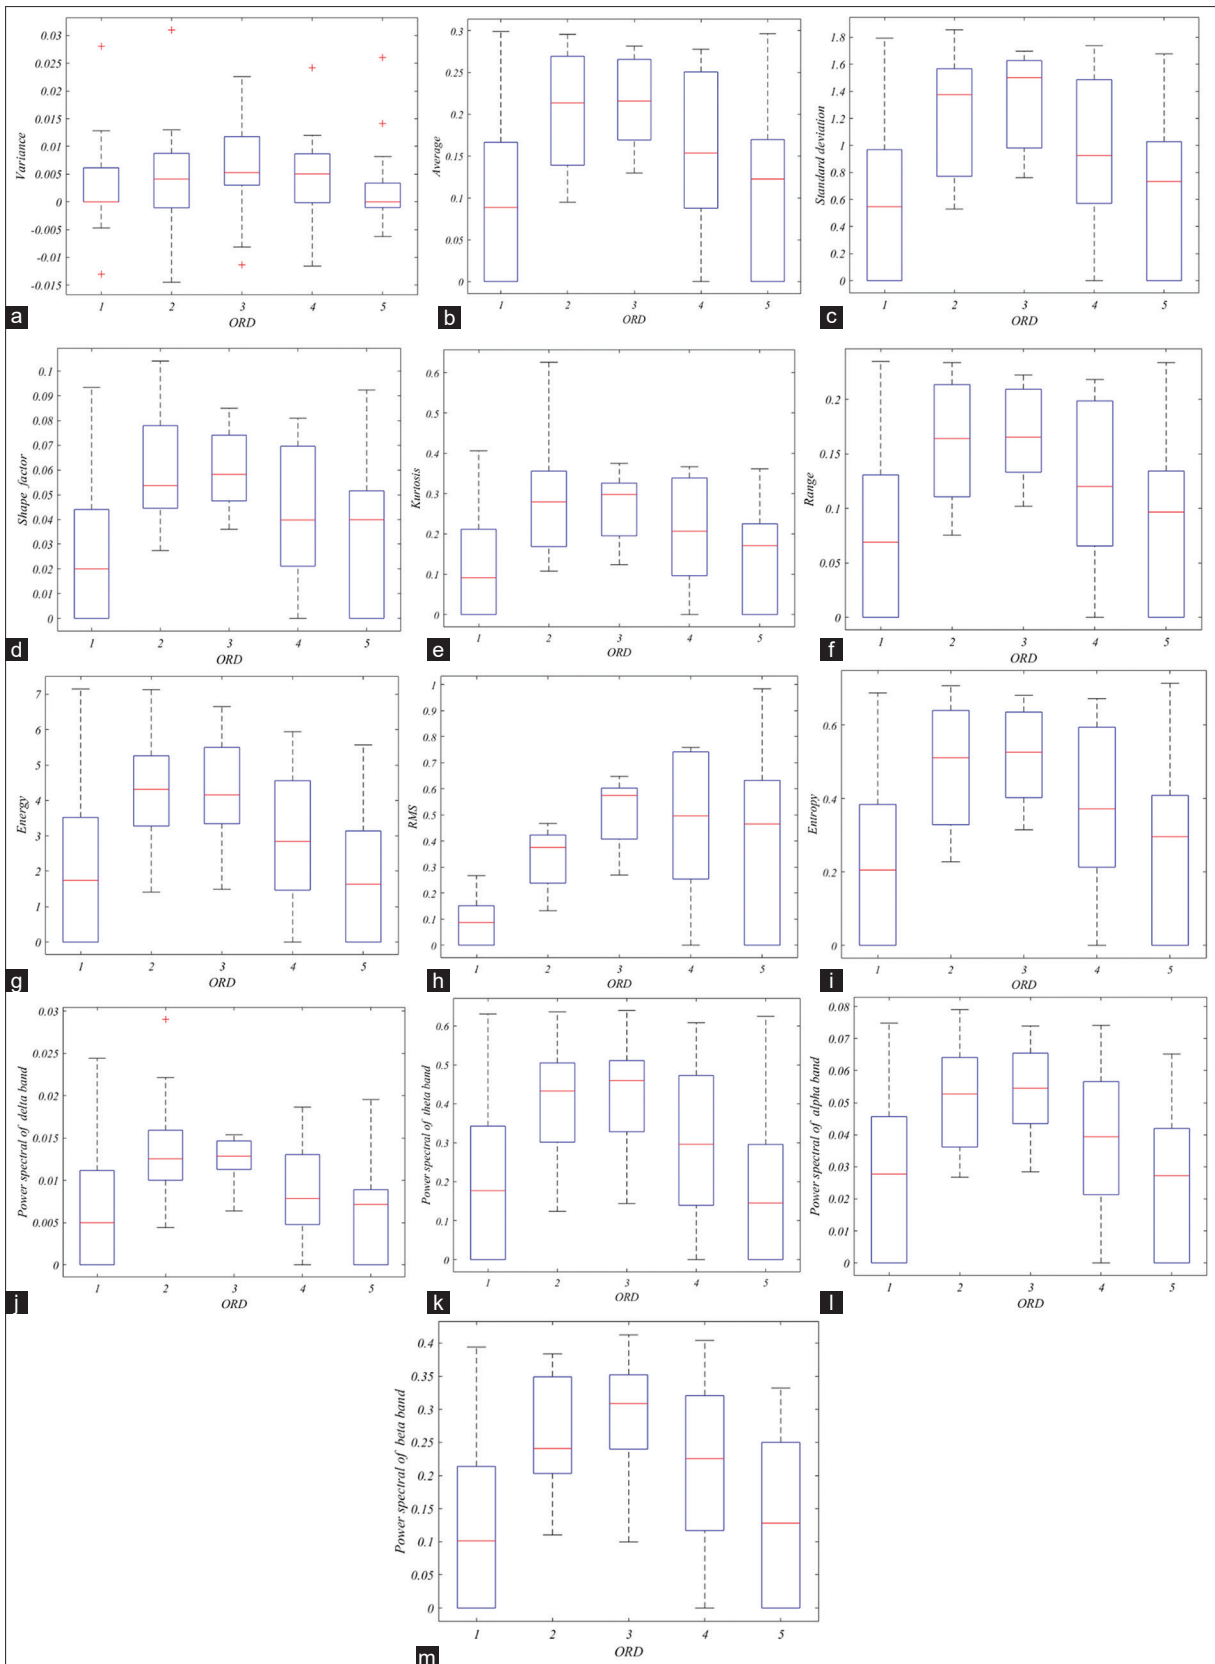 0.03
0.025
0.02
0.015
0.01
0.005
0
-0.005
-0.01
-0.015
Variance
1 2 3 4 5
ORD
a
0.3
0.25
0.2
0.15
0.1
0.05
0
Average
1 2 3 4 5
ORD
b
1.8
1.6
1.4
1.2
1.0
0.8
0.6
0.4
0.2
0
Standard deviation
1 2 3 4 5
ORD
c
0.1
0.09
0.08
0.07
0.06
0.05
0.04
0.03
0.02
0.01
0
Shape factor
1 2 3 4 5
ORD
d
0.6
0.5
0.4
0.3
0.2
0.1
0
Kurtosis
1 2 3 4 5
ORD
e
0.2
0.15
0.1
0.05
0
Range
1 2 3 4 5
ORD
f
7
6
5
4
3
2
1
0
Energy
1 2 3 4 5
ORD
g
1
0.9
0.8
0.7
0.6
0.5
0.4
0.3
0.2
0.1
0
RMS
1 2 3 4 5
ORD
h
0.6
0.4
0.2
0
Entropy
1 2 3 4 5
ORD
i
0.03
0.025
0.02
0.015
0.01
0.005
0
Power spectral of delta band
1 2 3 4 5
ORD
j
0.6
0.5
0.4
0.3
0.2
0.1
0
Power spectral of theta band
1 2 3 4 5
ORD
k
0.08
0.07
0.06
0.05
0.04
0.03
0.02
0.01
0
Power spectral of alpha band
1 2 3 4 5
ORD
l
0.4
0.35
0.3
0.25
0.2
0.15
0.1
0.05
0
Power spectral of beta band
1 2 3 4 5
ORD
m